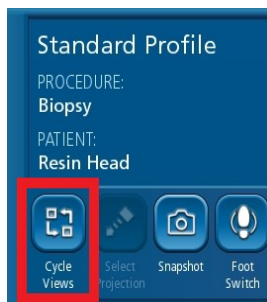 Standard Profile
PROCEDURE:
Biopsy
PATIENT:
Resin Head
Cycle Views
Select Projection
Snapshot
Foot Switch